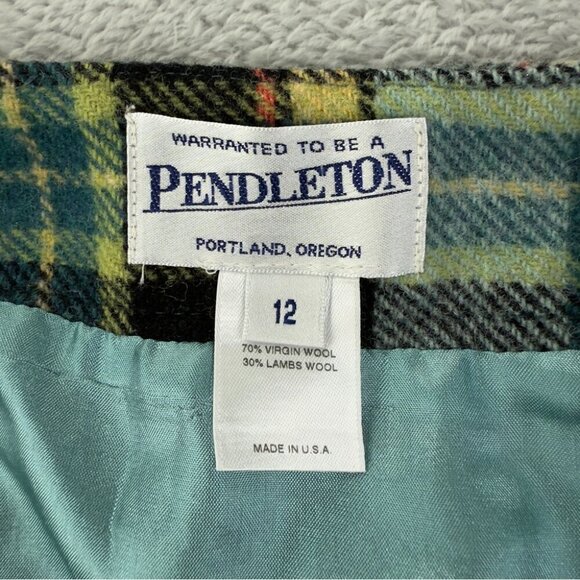 WARRANTED TO BE A
PENDLETON
PORTLAND, OREGON
12
70% VIRGIN WOOL
30% LAMBS WOOL
MADE IN U.S.A.